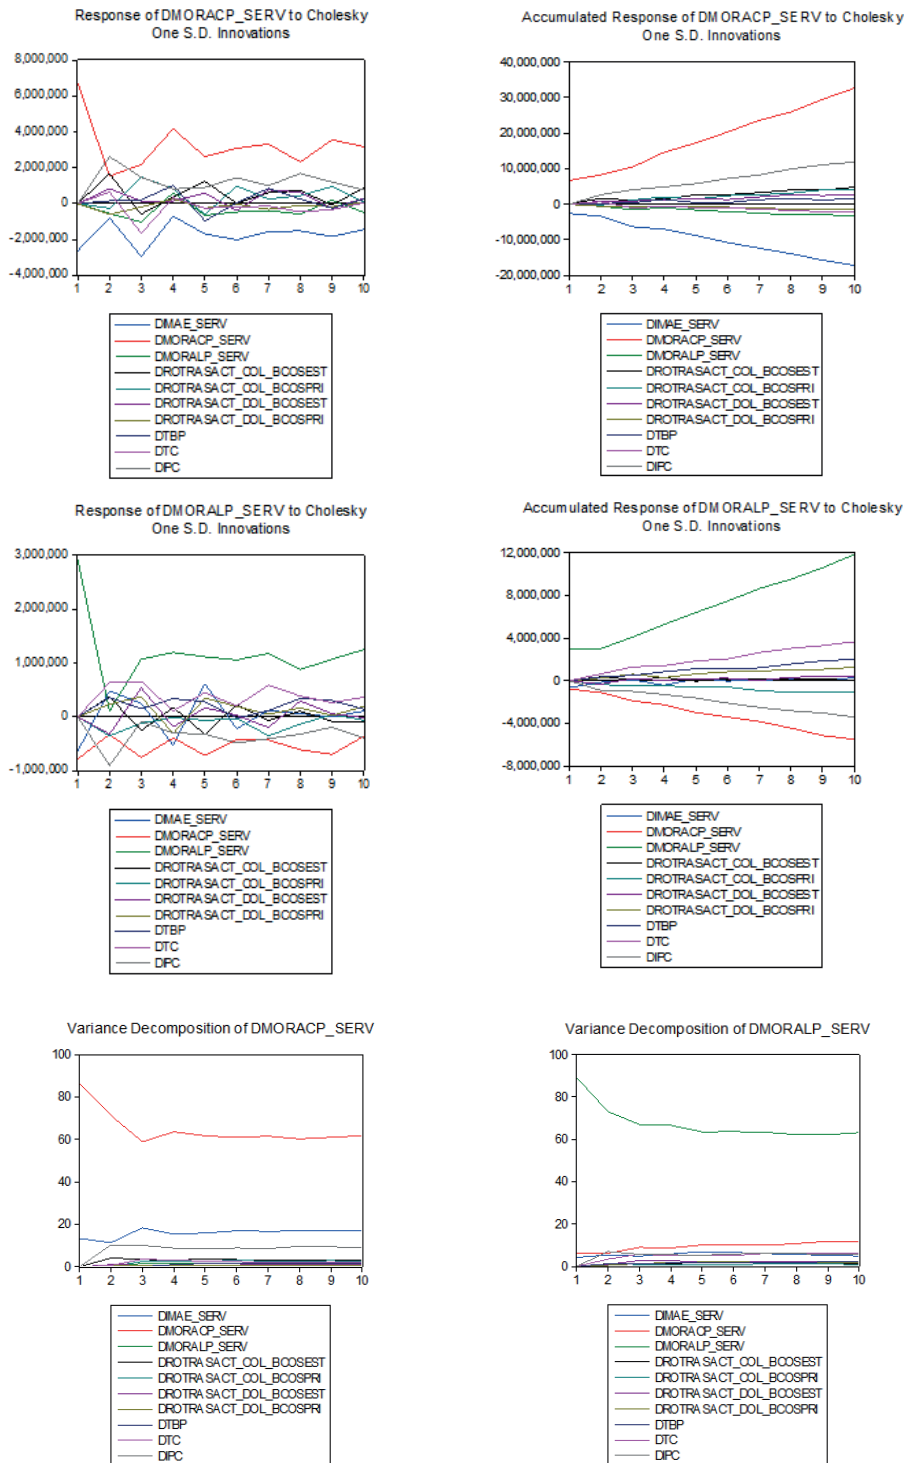 Response of DMORACP_SERV to Cholesky
One S.D. Innovations
8,000,000
6,000,000
4,000,000
2,000,000
0
-2,000,000
-4,000,000
1 2 3 4 5 6 7 8 9 10
DIMAE_SERV
DMORACP_SERV
DMORALP_SERV
DROTRASACT_COL_BCOSEST
DROTRASACT_COL_BCOSPRI
DROTRASACT_DOL_BCOSEST
DROTRASACT_DOL_BCOSPRI
DTBP
DTC
DIPC
Accumulated Response of DMORACP_SERV to Cholesky
One S.D. Innovations
40,000,000
30,000,000
20,000,000
10,000,000
0
-10,000,000
-20,000,000
1 2 3 4 5 6 7 8 9 10
DIMAE_SERV
DMORACP_SERV
DMORALP_SERV
DROTRASACT_COL_BCOSEST
DROTRASACT_COL_BCOSPRI
DROTRASACT_DOL_BCOSEST
DROTRASACT_DOL_BCOSPRI
DTBP
DTC
DIPC
Response of DMORALP_SERV to Cholesky
One S.D. Innovations
3,000,000
2,000,000
1,000,000
0
-1,000,000
1 2 3 4 5 6 7 8 9 10
DIMAE_SERV
DMORACP_SERV
DMORALP_SERV
DROTRASACT_COL_BCOSEST
DROTRASACT_COL_BCOSPRI
DROTRASACT_DOL_BCOSEST
DROTRASACT_DOL_BCOSPRI
DTBP
DTC
DIPC
Accumulated Response of DMORALP_SERV to Cholesky
One S.D. Innovations
12,000,000
8,000,000
4,000,000
0
-4,000,000
-8,000,000
1 2 3 4 5 6 7 8 9 10
DIMAE_SERV
DMORACP_SERV
DMORALP_SERV
DROTRASACT_COL_BCOSEST
DROTRASACT_COL_BCOSPRI
DROTRASACT_DOL_BCOSEST
DROTRASACT_DOL_BCOSPRI
DTBP
DTC
DIPC
Variance Decomposition of DMORACP_SERV
100
80
60
40
20
0
1 2 3 4 5 6 7 8 9 10
DIMAE_SERV
DMORACP_SERV
DMORALP_SERV
DROTRASACT_COL_BCOSEST
DROTRASACT_COL_BCOSPRI
DROTRASACT_DOL_BCOSEST
DROTRASACT_DOL_BCOSPRI
DTBP
DTC
DIPC
Variance Decomposition of DMORALP_SERV
100
80
60
40
20
0
1 2 3 4 5 6 7 8 9 10
DIMAE_SERV
DMORACP_SERV
DMORALP_SERV
DROTRASACT_COL_BCOSEST
DROTRASACT_COL_BCOSPRI
DROTRASACT_DOL_BCOSEST
DROTRASACT_DOL_BCOSPRI
DTBP
DTC
DIPC